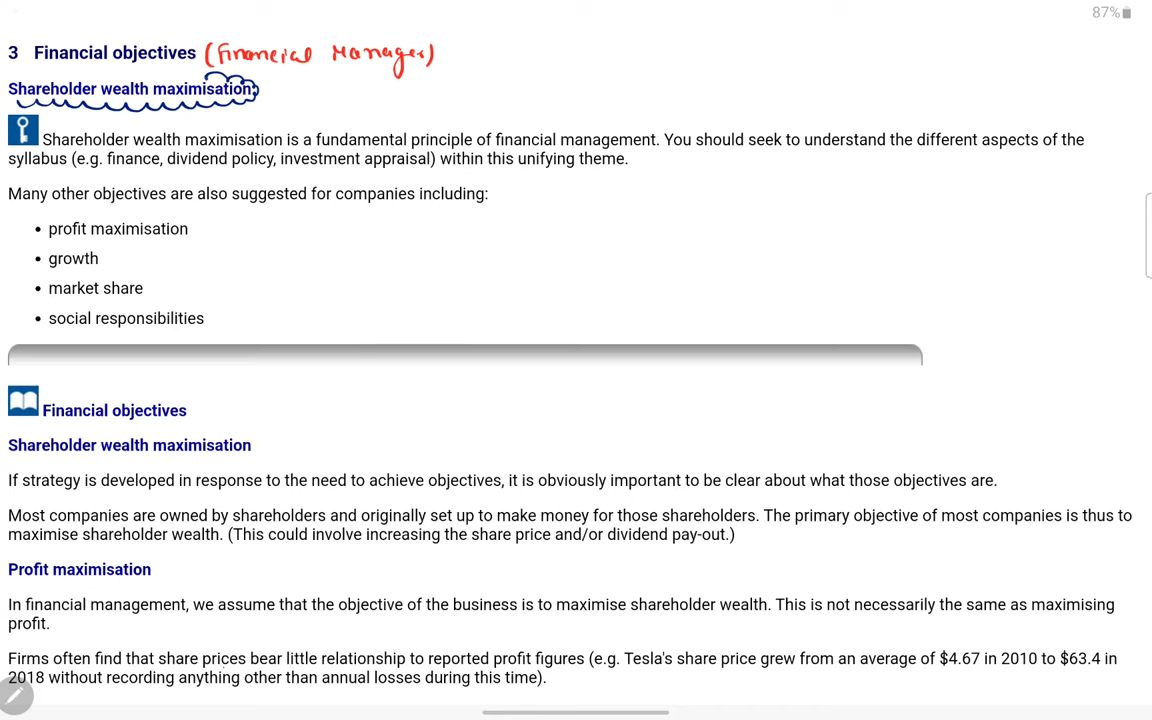 87%
3 Financial objectives (Financial Manager)
Shareholder wealth maximisation:
Shareholder wealth maximisation is a fundamental principle of financial management. You should seek to understand the different aspects of the
syllabus (e.g. finance, dividend policy, investment appraisal) within this unifying theme.
Many other objectives are also suggested for companies including:
• profit maximisation
• growth
• market share
• social responsibilities
Financial objectives
Shareholder wealth maximisation
If strategy is developed in response to the need to achieve objectives, it is obviously important to be clear about what those objectives are.
Most companies are owned by shareholders and originally set up to make money for those shareholders. The primary objective of most companies is thus to
maximise shareholder wealth. (This could involve increasing the share price and/or dividend pay-out.)
Profit maximisation
In financial management, we assume that the objective of the business is to maximise shareholder wealth. This is not necessarily the same as maximising
profit.
Firms often find that share prices bear little relationship to reported profit figures (e.g. Tesla's share price grew from an average of $4.67 in 2010 to $63.4 in
2018 without recording anything other than annual losses during this time).